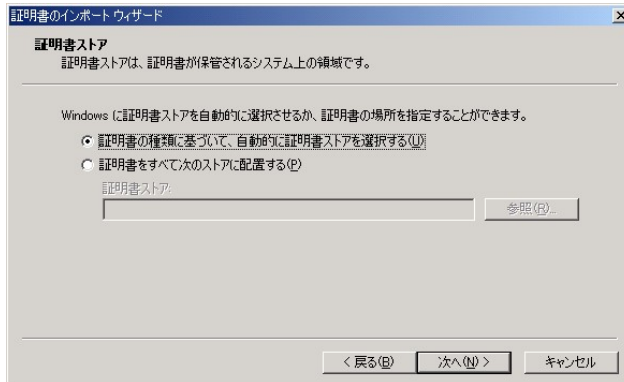 証明書のインポート ウィザード
証明書ストア
証明書ストアは、証明書が保管されるシステム上の領域です。
Windows に証明書ストアを自動的に選択させるか、証明書の場所を指定することができます。
証明書の種類に基づいて、自動的に証明書ストアを選択する(U)
証明書をすべて次のストアに配置する(P)
証明書ストア:
参照(R)...
< 戻る(B)
次へ(N) >
キャンセル